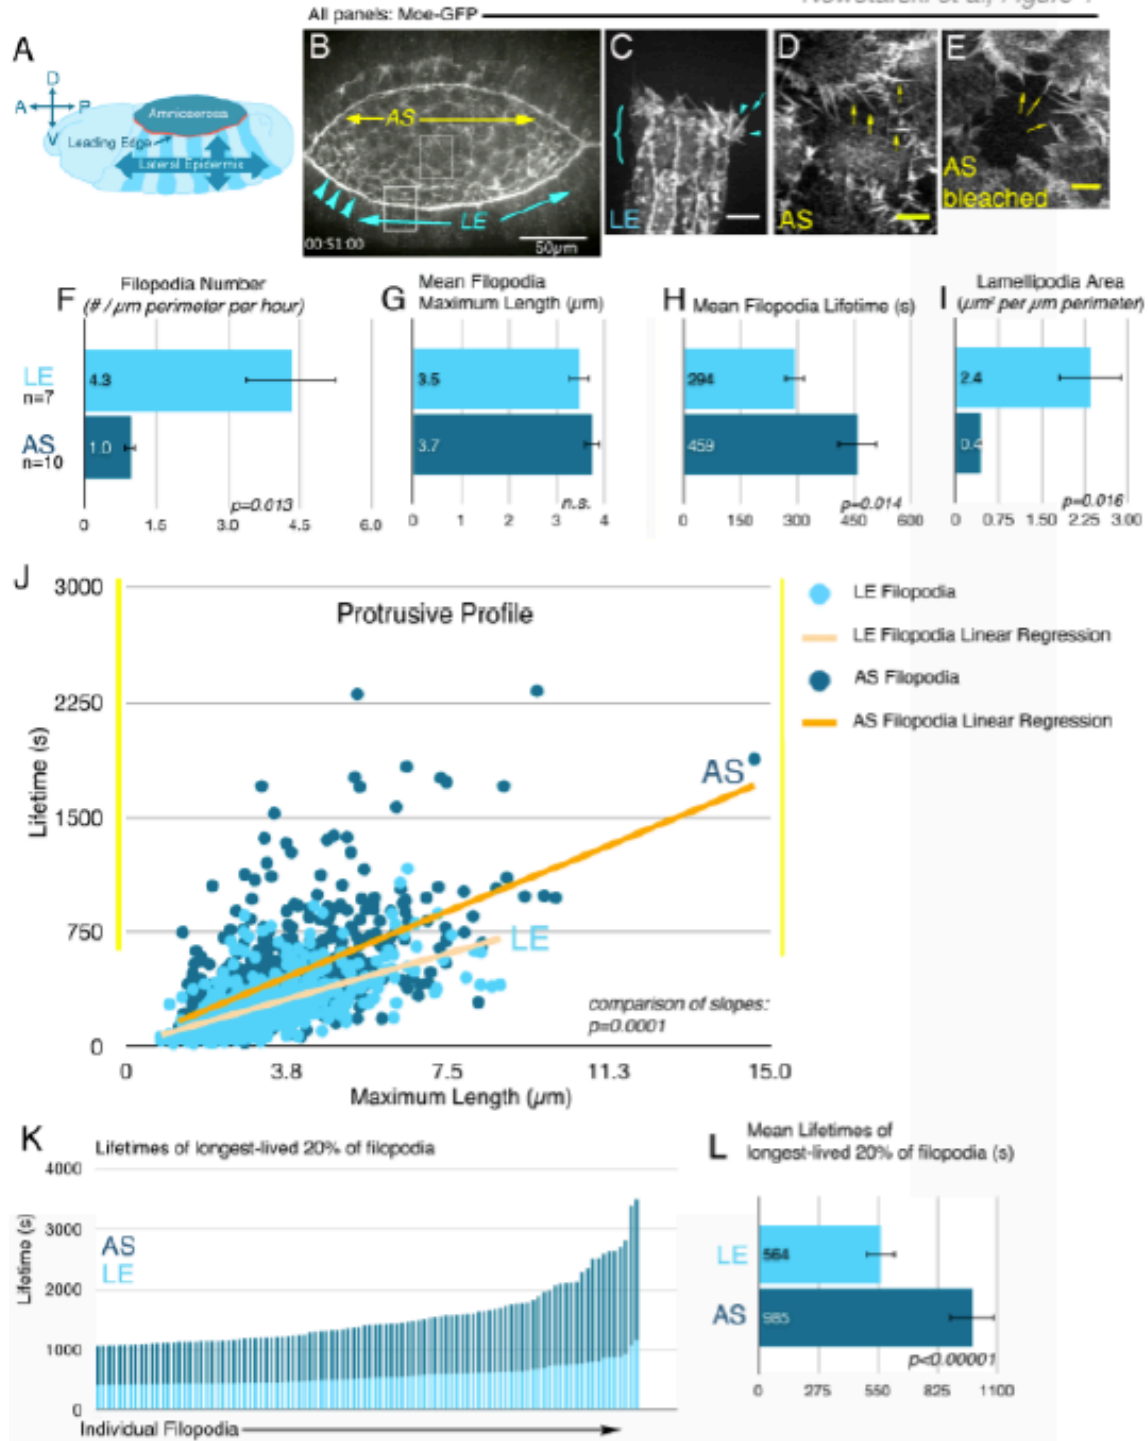 All panels: Moe-GFP
A
D
A
P
V
Amnioserosa
Leading Edge
Lateral Epidermis
B
AS
LE
00:51:00
50µm
C
LE
D
AS
E
AS
bleached
F
Filopodia Number
(# / µm perimeter per hour)
LE
n=7
4.3
AS
n=10
1.0
p=0.013
0 1.5 3.0 4.5 6.0
G
Mean Filopodia
Maximum Length (µm)
3.5
3.7
n.s.
0 1 2 3 4
H
Mean Filopodia Lifetime (s)
294
459
p=0.014
0 150 300 450 600
I
Lamellipodia Area
(µm² per µm perimeter)
2.4
0.4
p=0.016
0 0.75 1.50 2.25 3.00
J
Protrusive Profile
3000
2250
1500
750
0
Lifetime (s)
AS
LE
comparison of slopes:
p=0.0001
0 3.8 7.5 11.3 15.0
Maximum Length (µm)
LE Filopodia
LE Filopodia Linear Regression
AS Filopodia
AS Filopodia Linear Regression
K
Lifetimes of longest-lived 20% of filopodia
4000
3000
2000
1000
0
Lifetime (s)
AS
LE
Individual Filopodia
L
Mean Lifetimes of
longest-lived 20% of filopodia (s)
LE
564
AS
985
p<0.00001
0 275 550 825 1100